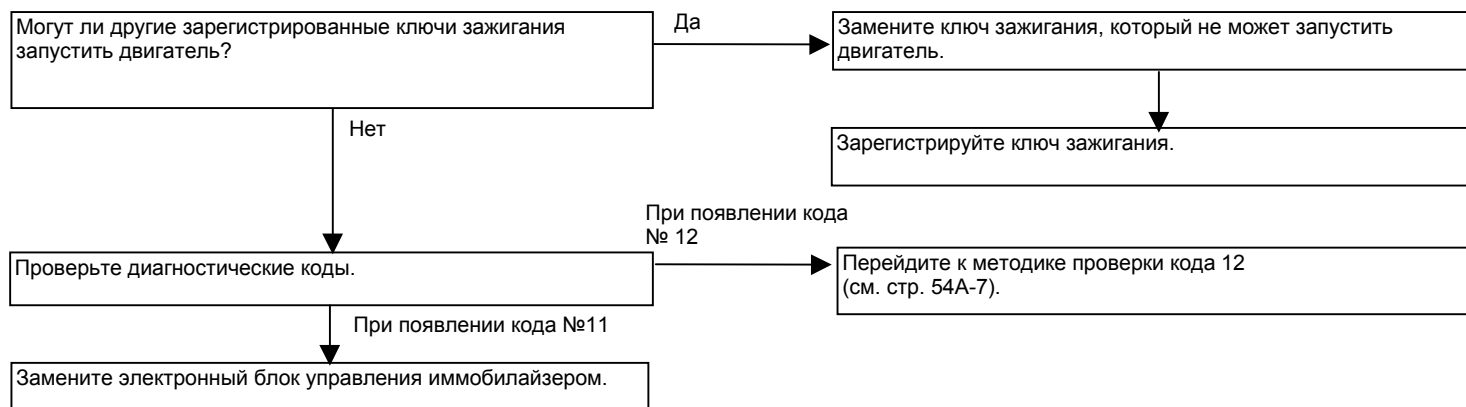 Могут ли другие зарегистрированные ключи зажигания
запустить двигатель?
Да
Замените ключ зажигания, который не может запустить
двигатель.
Нет
Зарегистрируйте ключ зажигания.
При появлении кода
№ 12
Проверьте диагностические коды.
Перейдите к методике проверки кода 12
(см. стр. 54А-7).
При появлении кода №11
Замените электронный блок управления иммобилайзером.